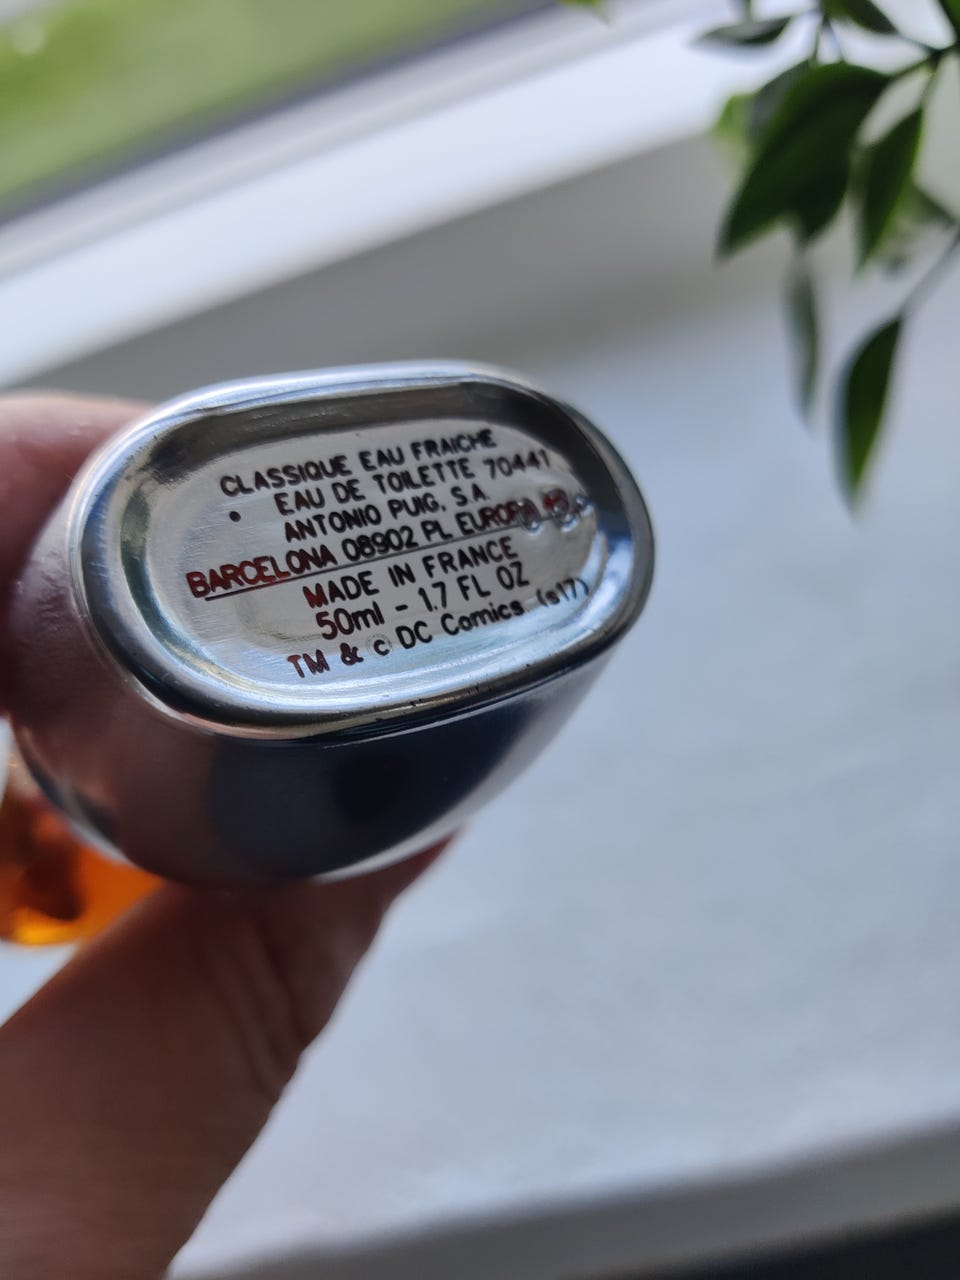 CLASSIQUE EAU FRAICHE
EAU DE TOILETTE 70441
ANTONIO PUIG, S.A.
BARCELONA 08902 PL EUROPA
MADE IN FRANCE
50ml - 1.7 FL OZ
TM & c DC Comics (s17)